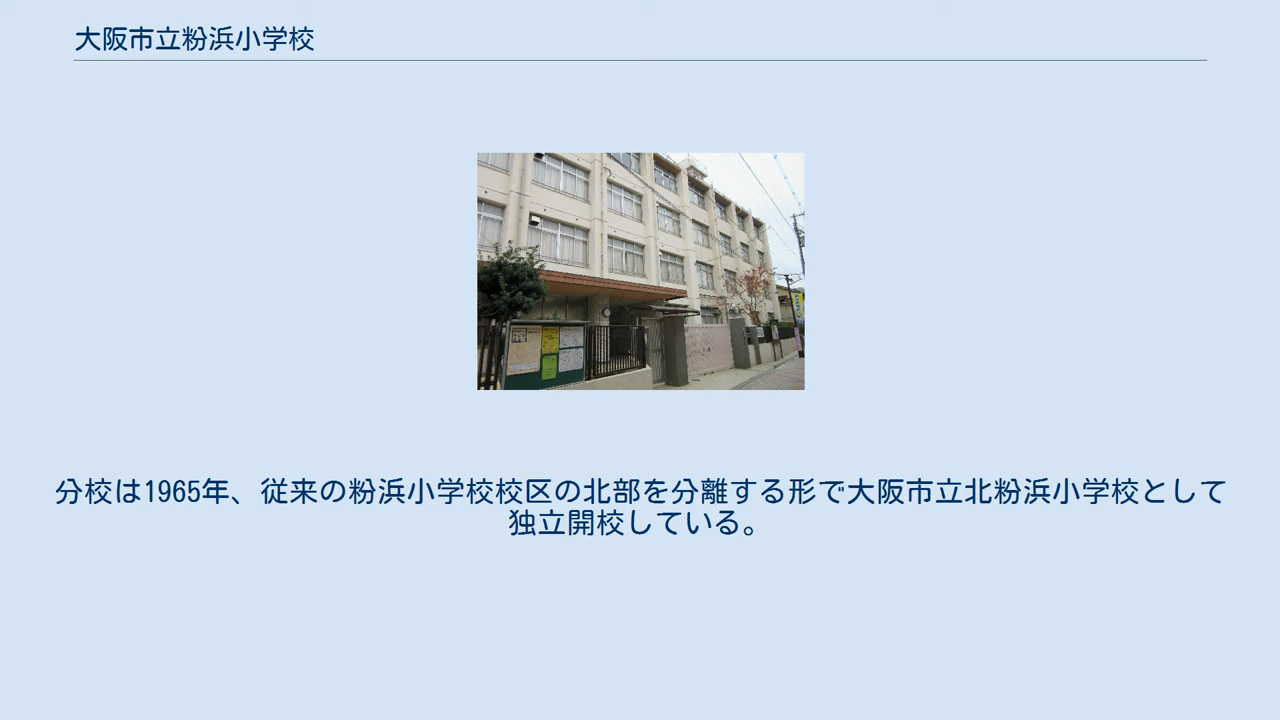 大阪市立粉浜小学校
分校は1965年、従来の粉浜小学校校区の北部を分離する形で大阪市立北粉浜小学校として
独立開校している。